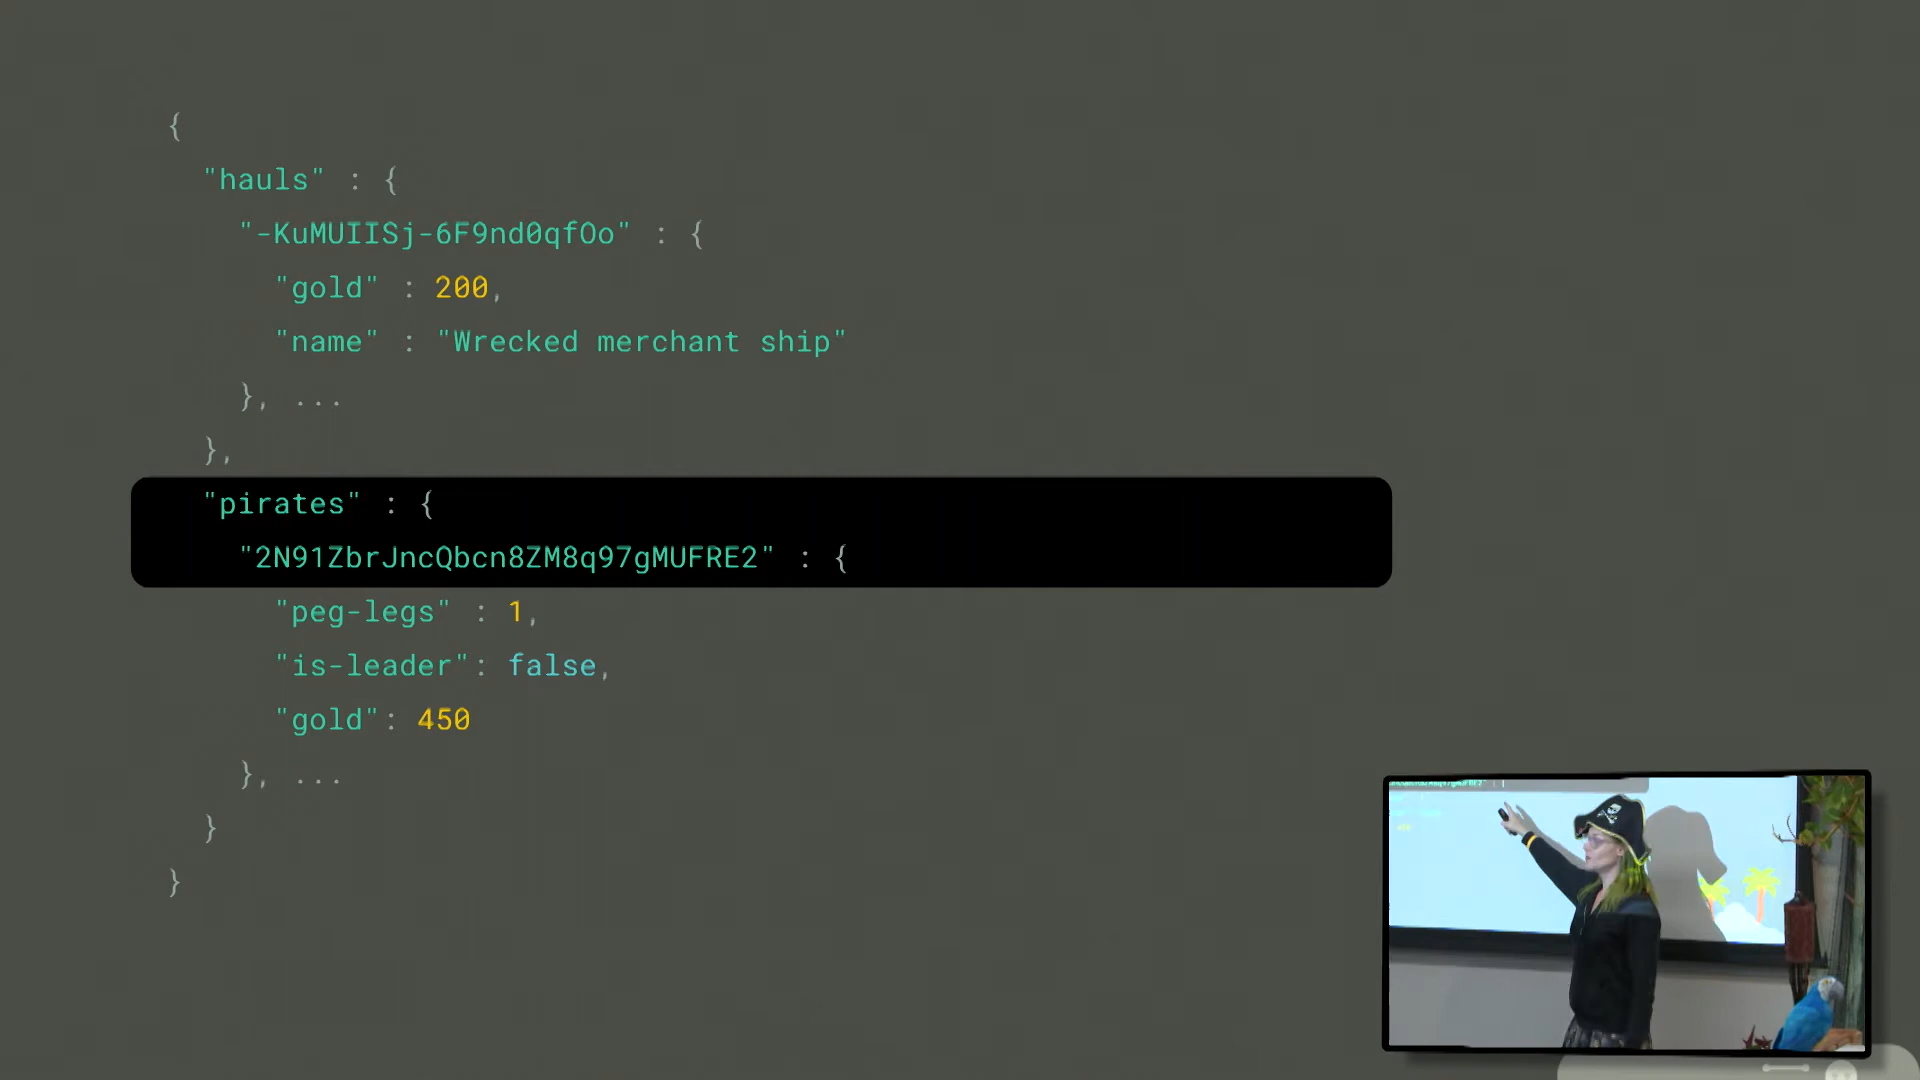 {
"hauls" : {
"-KuMUIISj-6F9nd0qfOo" : {
"gold" : 200,
"name" : "Wrecked merchant ship"
}, ...
},
"pirates" : {
"2N91ZbrJncQbcn8ZM8q97gMUFRE2" : {
"peg-legs" : 1,
"is-leader": false,
"gold": 450
}, ...
}
}